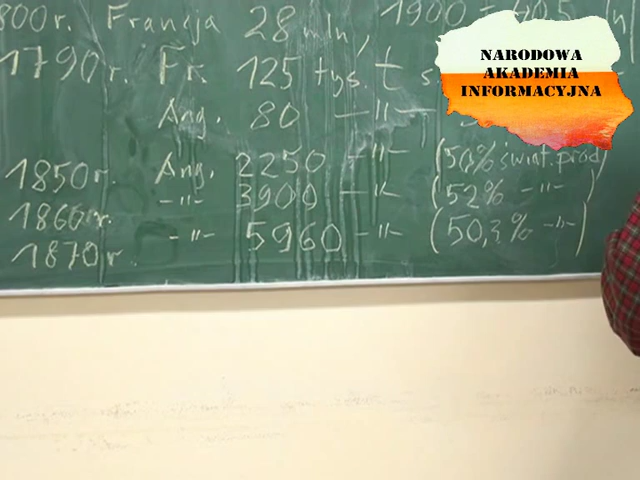 800r. Francja 28 mln, 1900 = 40,5
1790r. Fr. 125 tys. t
Ang. 80 -"-
1850r. Ang. 2250 -"- (50% świat. prod)
1860r. -"- 3900 -"- (52% -"- )
1870r. -"- 5960 -"- (50,3% -"- )
NARODOWA
AKADEMIA
INFORMACYJNA